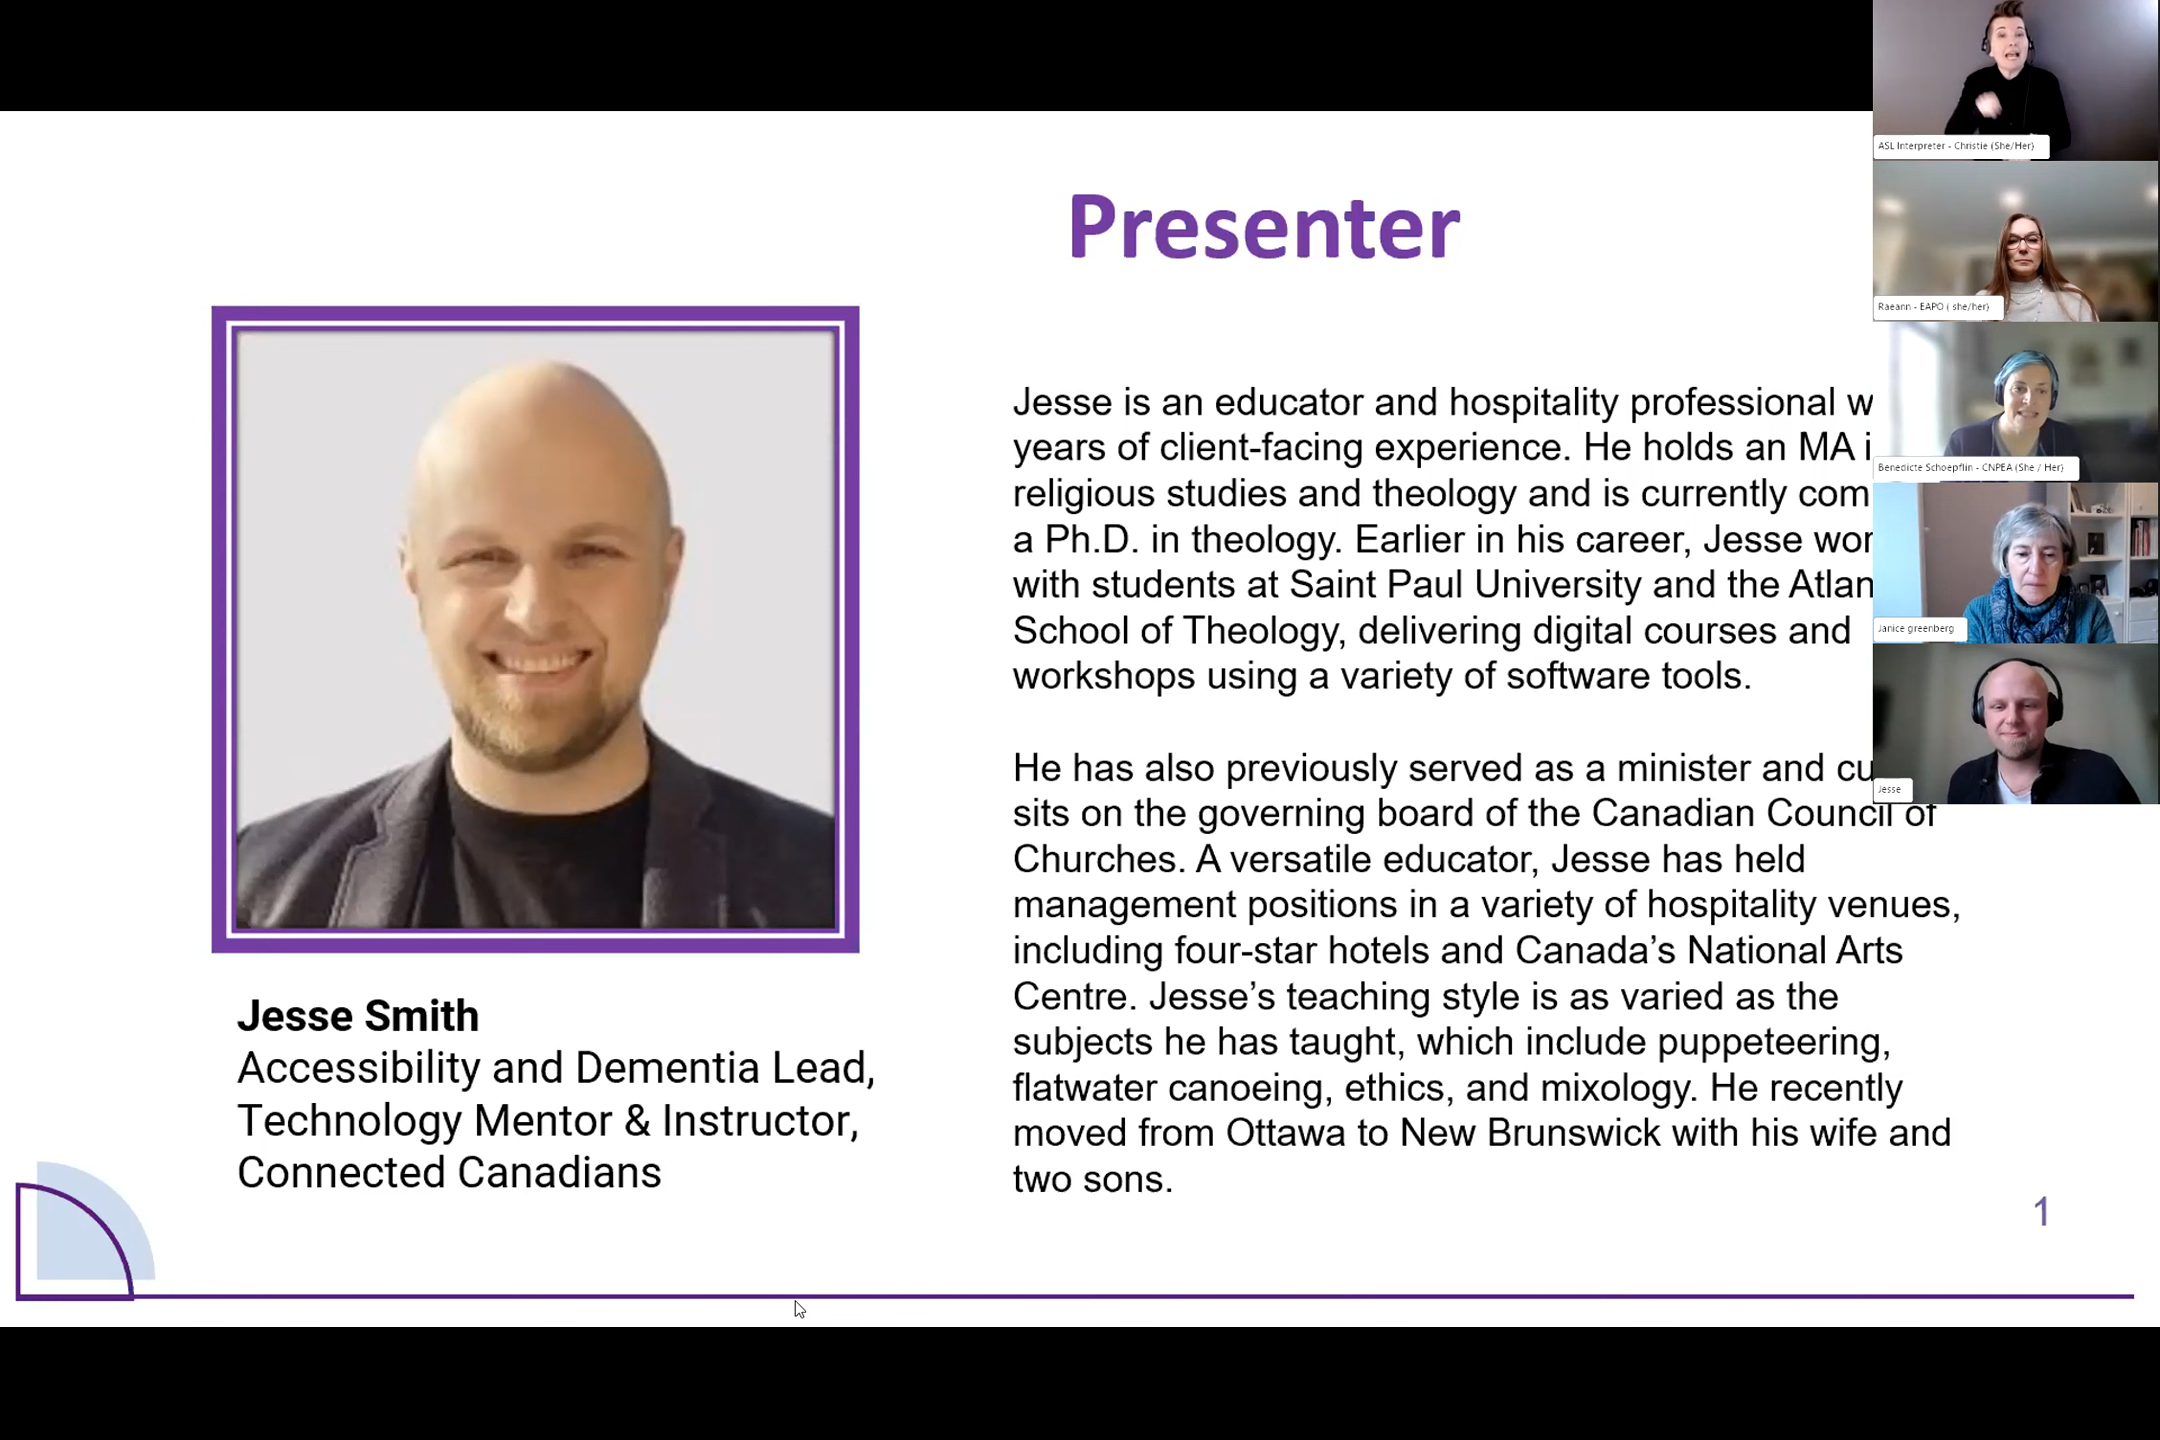 Presenter
Jesse is an educator and hospitality professional w
years of client-facing experience. He holds an MA i
religious studies and theology and is currently com
a Ph.D. in theology. Earlier in his career, Jesse wor
with students at Saint Paul University and the Atlan
School of Theology, delivering digital courses and
workshops using a variety of software tools.
He has also previously served as a minister and cu
sits on the governing board of the Canadian Council of
Churches. A versatile educator, Jesse has held
management positions in a variety of hospitality venues,
including four-star hotels and Canada’s National Arts
Centre. Jesse’s teaching style is as varied as the
subjects he has taught, which include puppeteering,
flatwater canoeing, ethics, and mixology. He recently
moved from Ottawa to New Brunswick with his wife and
two sons.
Jesse Smith
Accessibility and Dementia Lead,
Technology Mentor & Instructor,
Connected Canadians
1
ASL Interpreter - Christie (She/Her)
Raeann - EAPO ( she/her)
Benedicte Schoepflin - CNPEA (She / Her)
Janice greenberg
Jesse